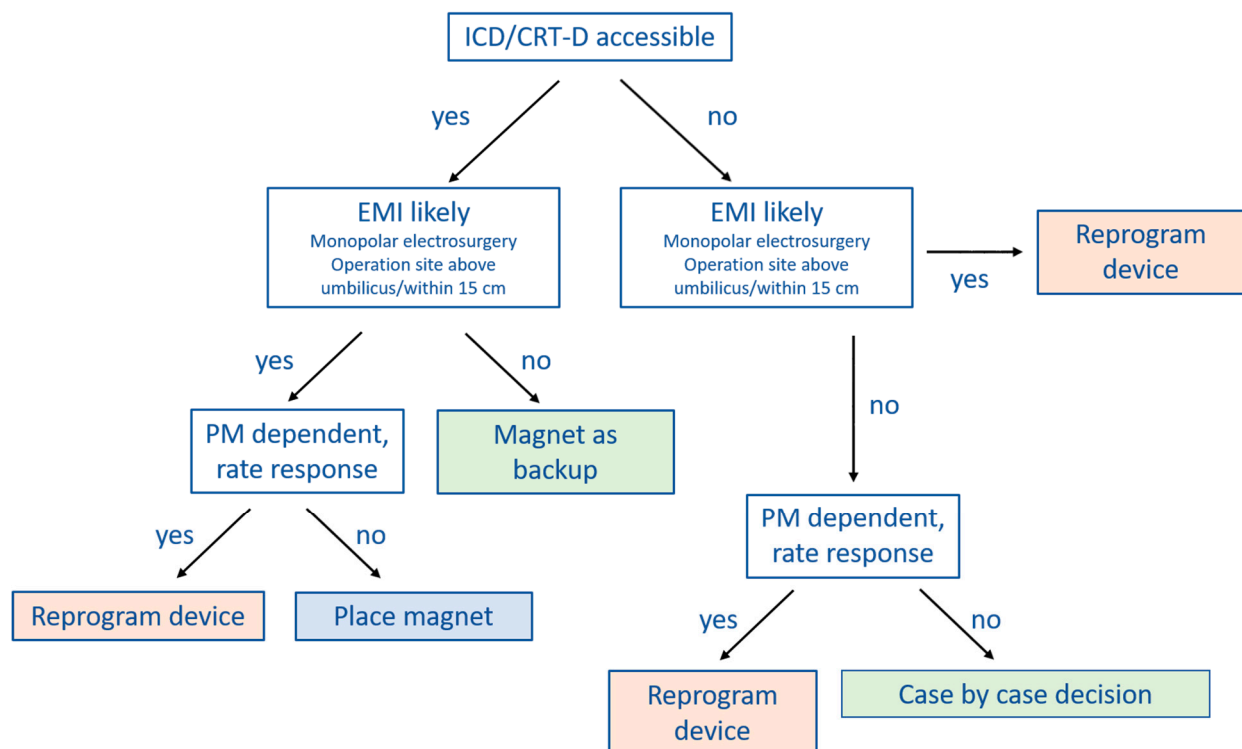 ICD/CRT-D accessible
yes
no
EMI likely
Monopolar electrosurgery
Operation site above
umbilicus/within 15 cm
EMI likely
Monopolar electrosurgery
Operation site above
umbilicus/within 15 cm
yes
Reprogram
device
yes
no
no
PM dependent,
rate response
Magnet as
backup
yes
no
PM dependent,
rate response
Reprogram device
Place magnet
yes
no
Reprogram
device
Case by case decision